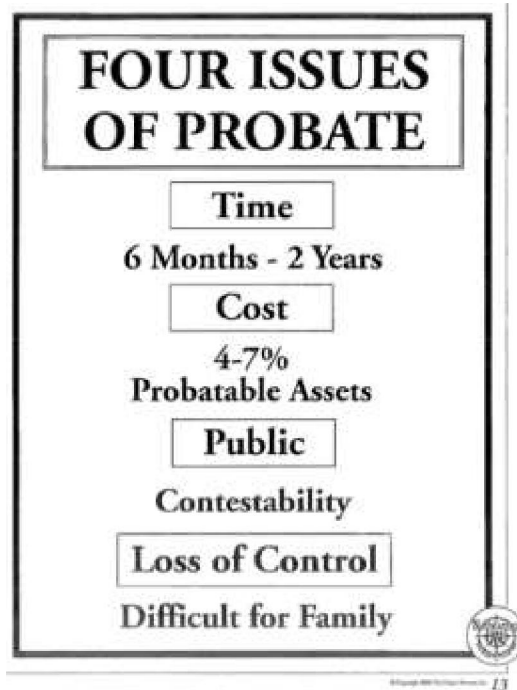 FOUR ISSUES
OF PROBATE
Time
6 Months - 2 Years
Cost
4-7%
Probatable Assets
Public
Contestability
Loss of Control
Difficult for Family
13